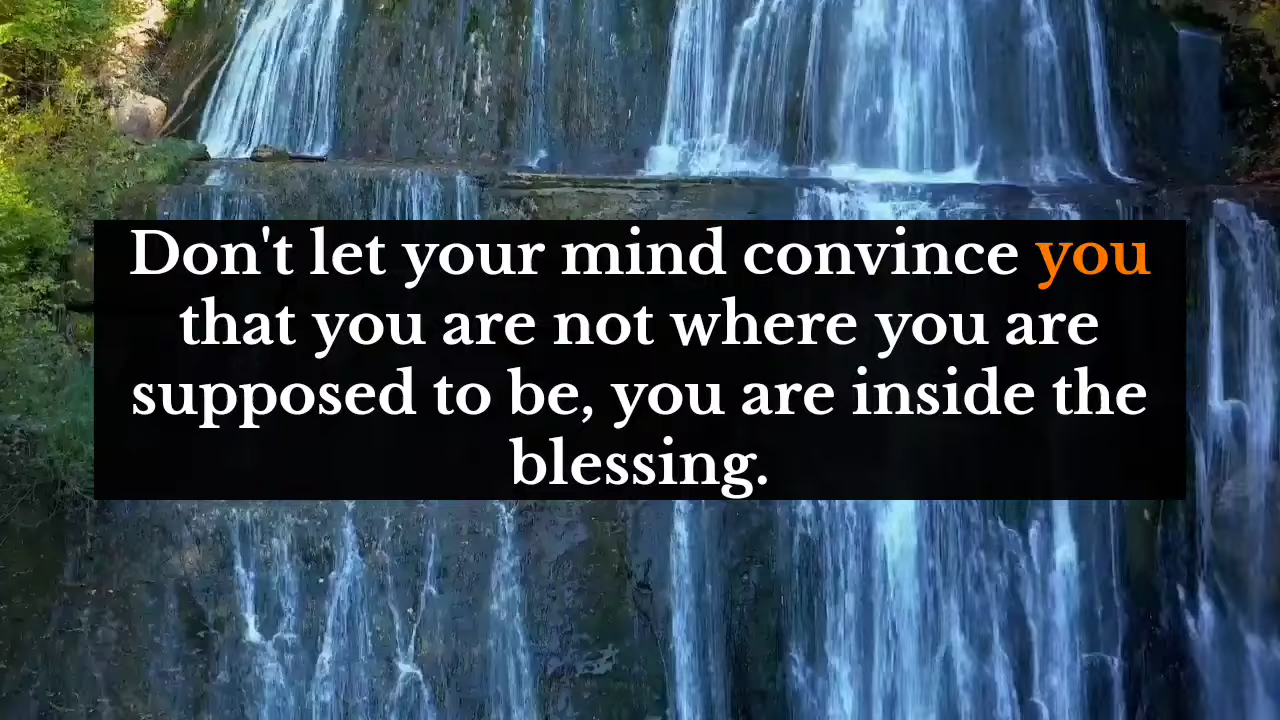 Don't let your mind convince you
that you are not where you are
supposed to be, you are inside the
blessing.